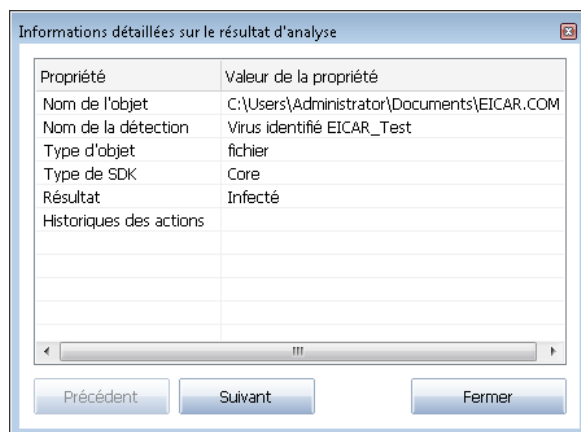 Informations détaillées sur le résultat d'analyse
Propriété Valeur de la propriété
Nom de l'objet C:\Users\Administrator\Documents\EICAR.COM
Nom de la détection Virus identifié EICAR_Test
Type d'objet fichier
Type de SDK Core
Résultat Infecté
Historiques des actions
Précédent Suivant Fermer